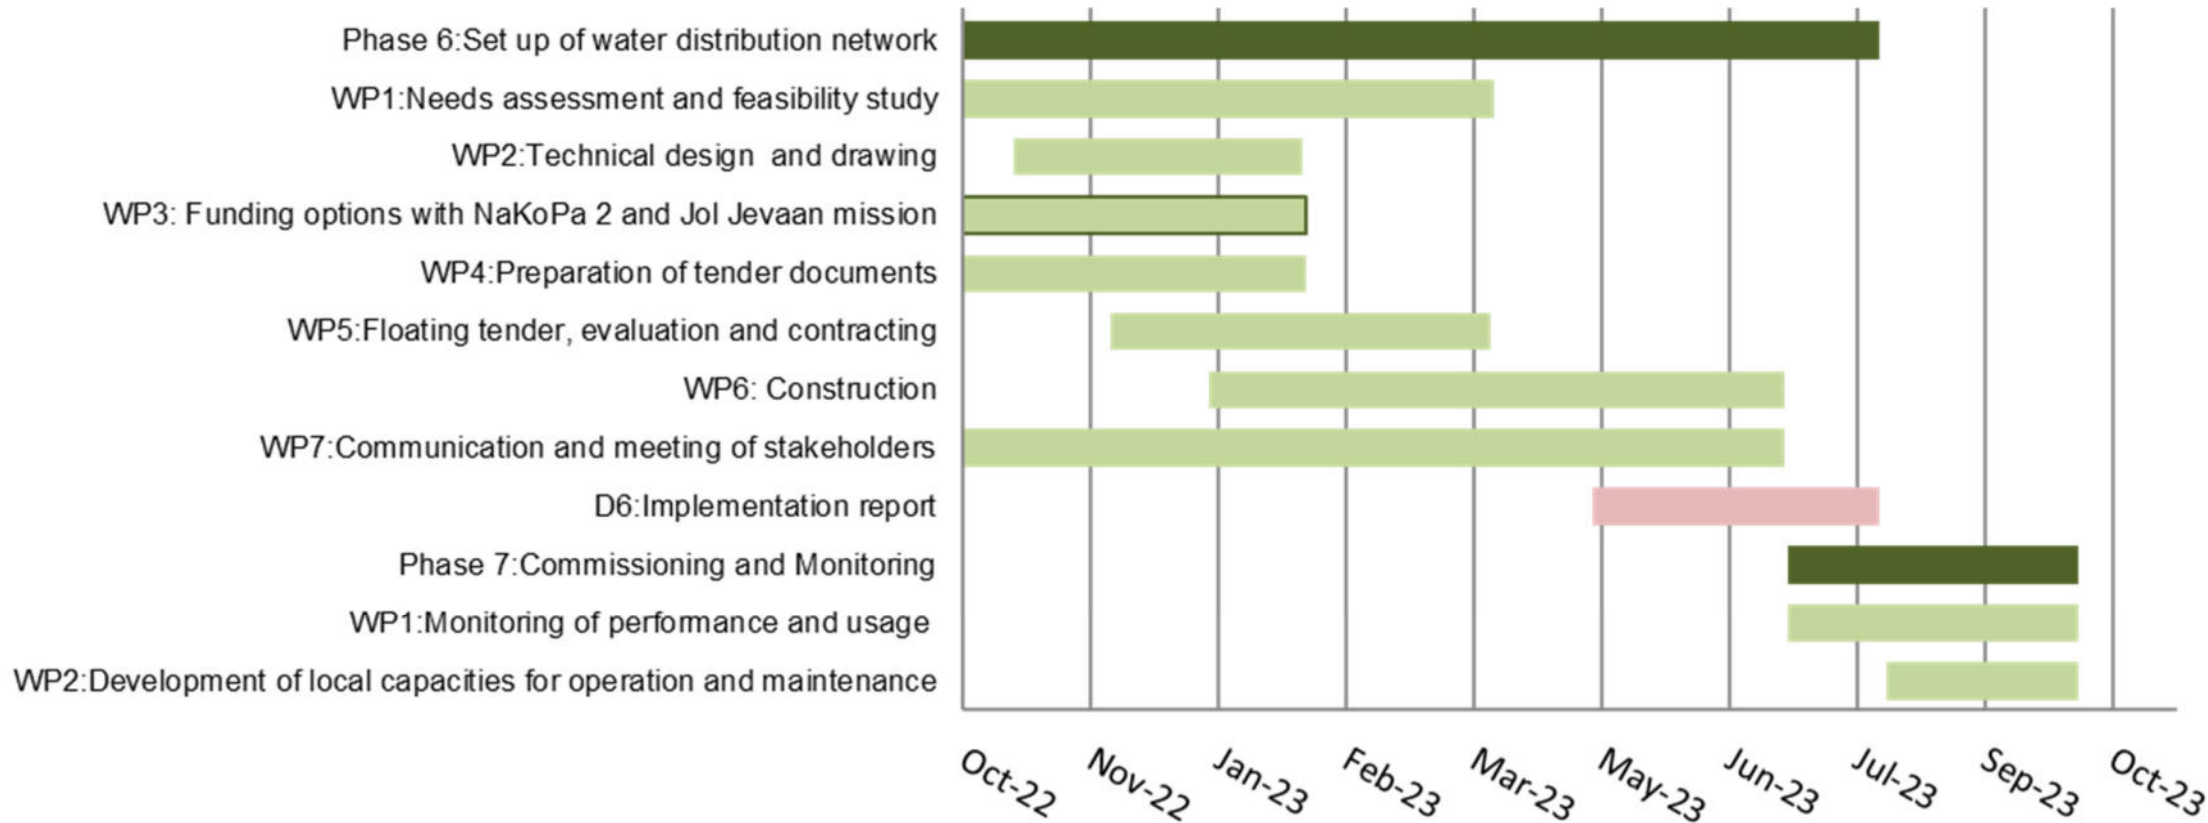 Phase 6:Set up of water distribution network
WP1:Needs assessment and feasibility study
WP2:Technical design  and drawing
WP3: Funding options with NaKoPa 2 and Jol Jevaan mission
WP4:Preparation of tender documents
WP5:Floating tender, evaluation and contracting
WP6: Construction
WP7:Communication and meeting of stakeholders
D6:Implementation report
Phase 7:Commissioning and Monitoring
WP1:Monitoring of performance and usage
WP2:Development of local capacities for operation and maintenance
Oct-22 Nov-22 Jan-23 Feb-23 Mar-23 May-23 Jun-23 Jul-23 Sep-23 Oct-23